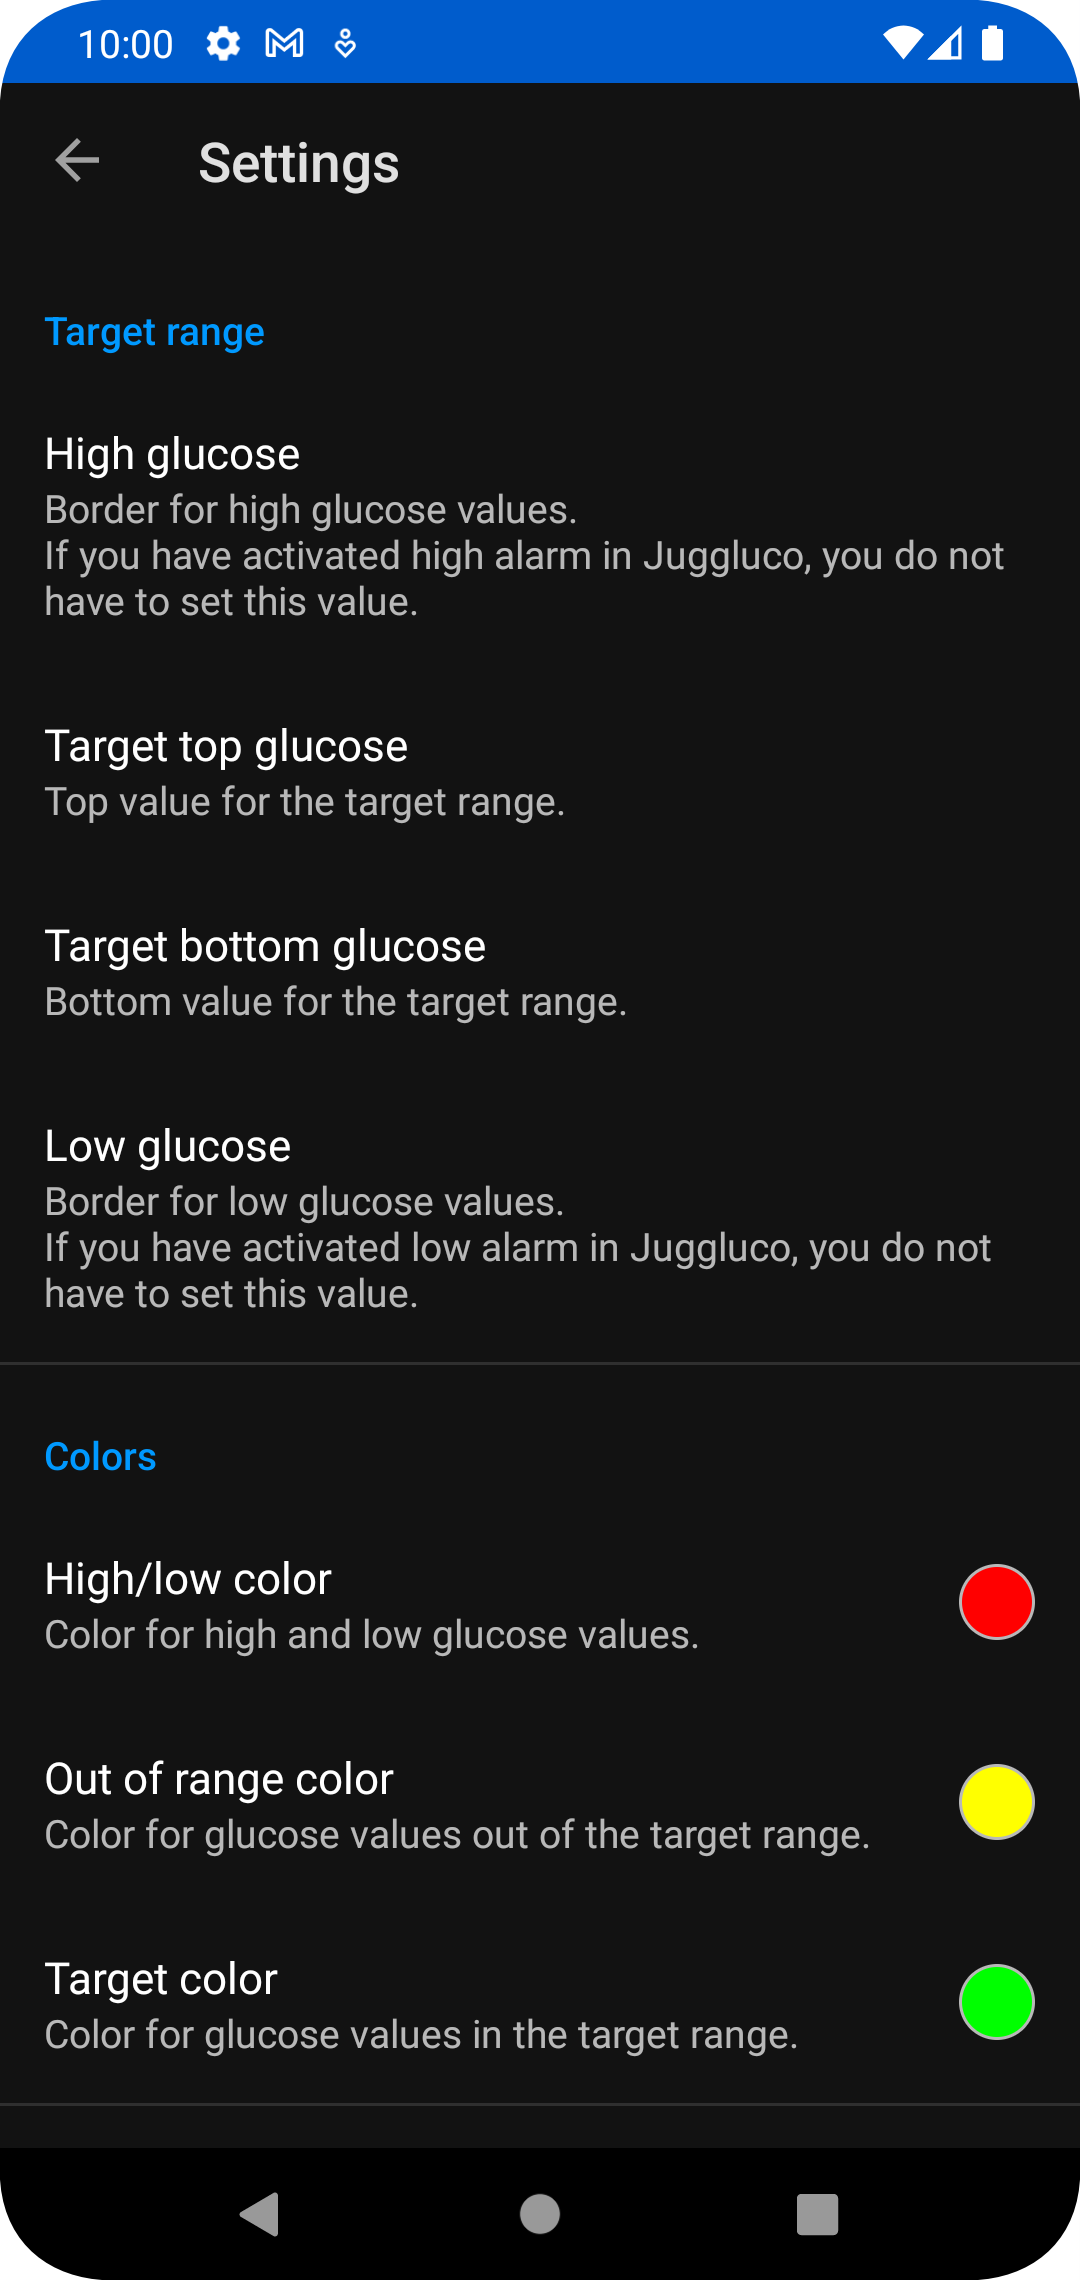 10:00
Settings
Target range
High glucose
Border for high glucose values.
If you have activated high alarm in Juggluco, you do not
have to set this value.
Target top glucose
Top value for the target range.
Target bottom glucose
Bottom value for the target range.
Low glucose
Border for low glucose values.
If you have activated low alarm in Juggluco, you do not
have to set this value.
Colors
High/low color
Color for high and low glucose values.
Out of range color
Color for glucose values out of the target range.
Target color
Color for glucose values in the target range.